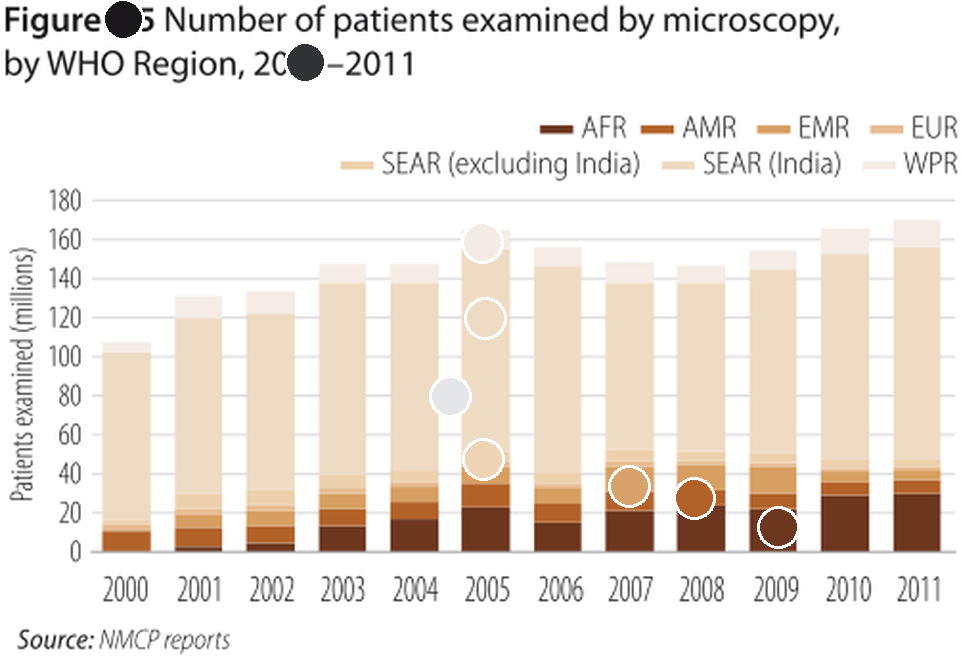 Figure 5 Number of patients examined by microscopy,
by WHO Region, 20 –2011
AFR AMR EMR EUR
SEAR (excluding India) SEAR (India) WPR
Patients examined (millions)
180
160
140
120
100
80
60
40
20
0
2000 2001 2002 2003 2004 2005 2006 2007 2008 2009 2010 2011
Source: NMCP reports